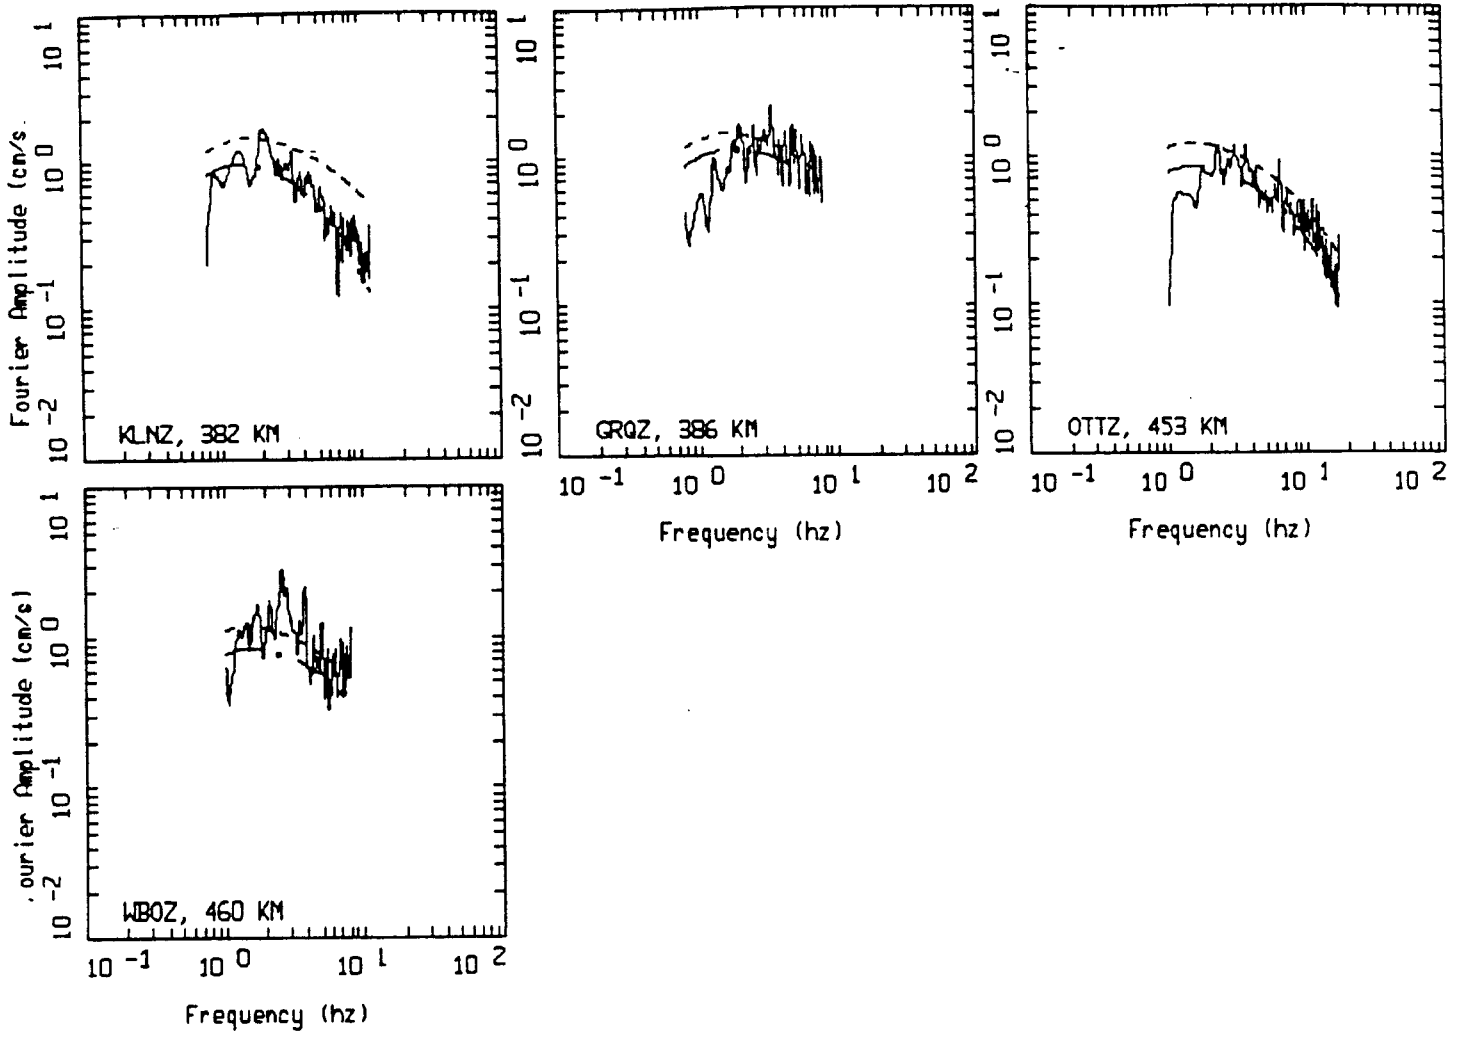 Fourier Amplitude (cm/s
10 1
10 0
10 -1
10 -2
KLNZ, 382 KM
10 1
10 0
10 -1
10 -2
GRQZ, 386 KM
10 -1 10 0 10 1 10 2
Frequency (hz)
10 1
10 0
10 -1
10 -2
OTTZ, 453 KM
10 -1 10 0 10 1 10 2
Frequency (hz)
ourier Amplitude (cm/s)
10 1
10 0
10 -1
10 -2
WBOZ, 460 KM
10 -1 10 0 10 1 10 2
Frequency (hz)